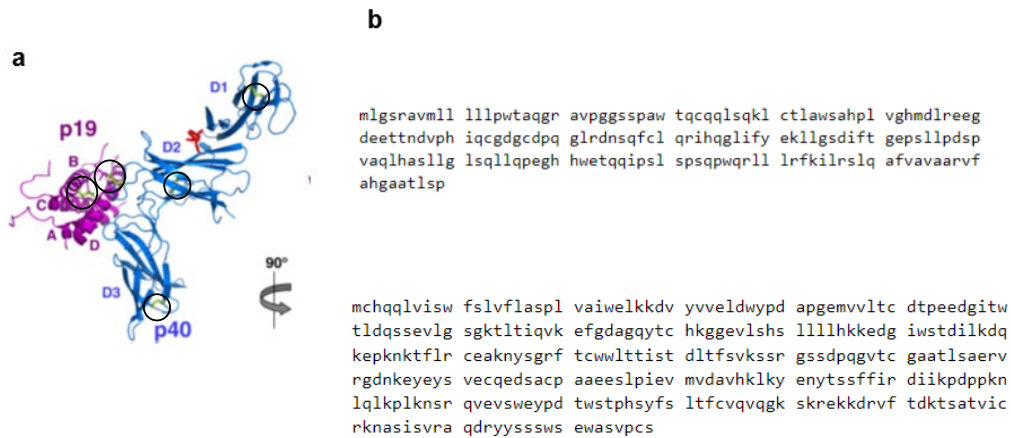 a
b
D1
p19
B
D2
C
A
D
D3
90°
p40
mlgsravmll lllpwtaqgr avpggsspaw tqcqqlsqkl ctlawsahpl vghmdlreeg
deettndvph iqcgdgcdpq glrdnsqfcl qrihqglify ekllgsdift gepsllpdsp
vaqlhasllg lsqllqpegh hwetqqipsl spsqpwqrll lrfkilrslq afvavaarvf
ahgaatlsp
mchqqlvisw fslvflaspl vaiwelkkdv yvveldwypd apgemvvltc dtpeedgitw
tldqssevlg sgktltiqvk efgdagqytc hkggevlshs llllhkkedg iwstdilkdq
kepknktflr ceaknysgrf tcwwlttist dltfsvkssr gssdpqgvtc gaatlsaerv
rgdnkeyeys vecqedsacp aaeeslpiev mvdavhklky enytssffir diikpdppkn
lqlkplknsr qvevsweypd twstphsyfs ltfcvqvqgk skrekkdrvf tdktsatvic
rknasisvra qdryysssws ewasvpcs